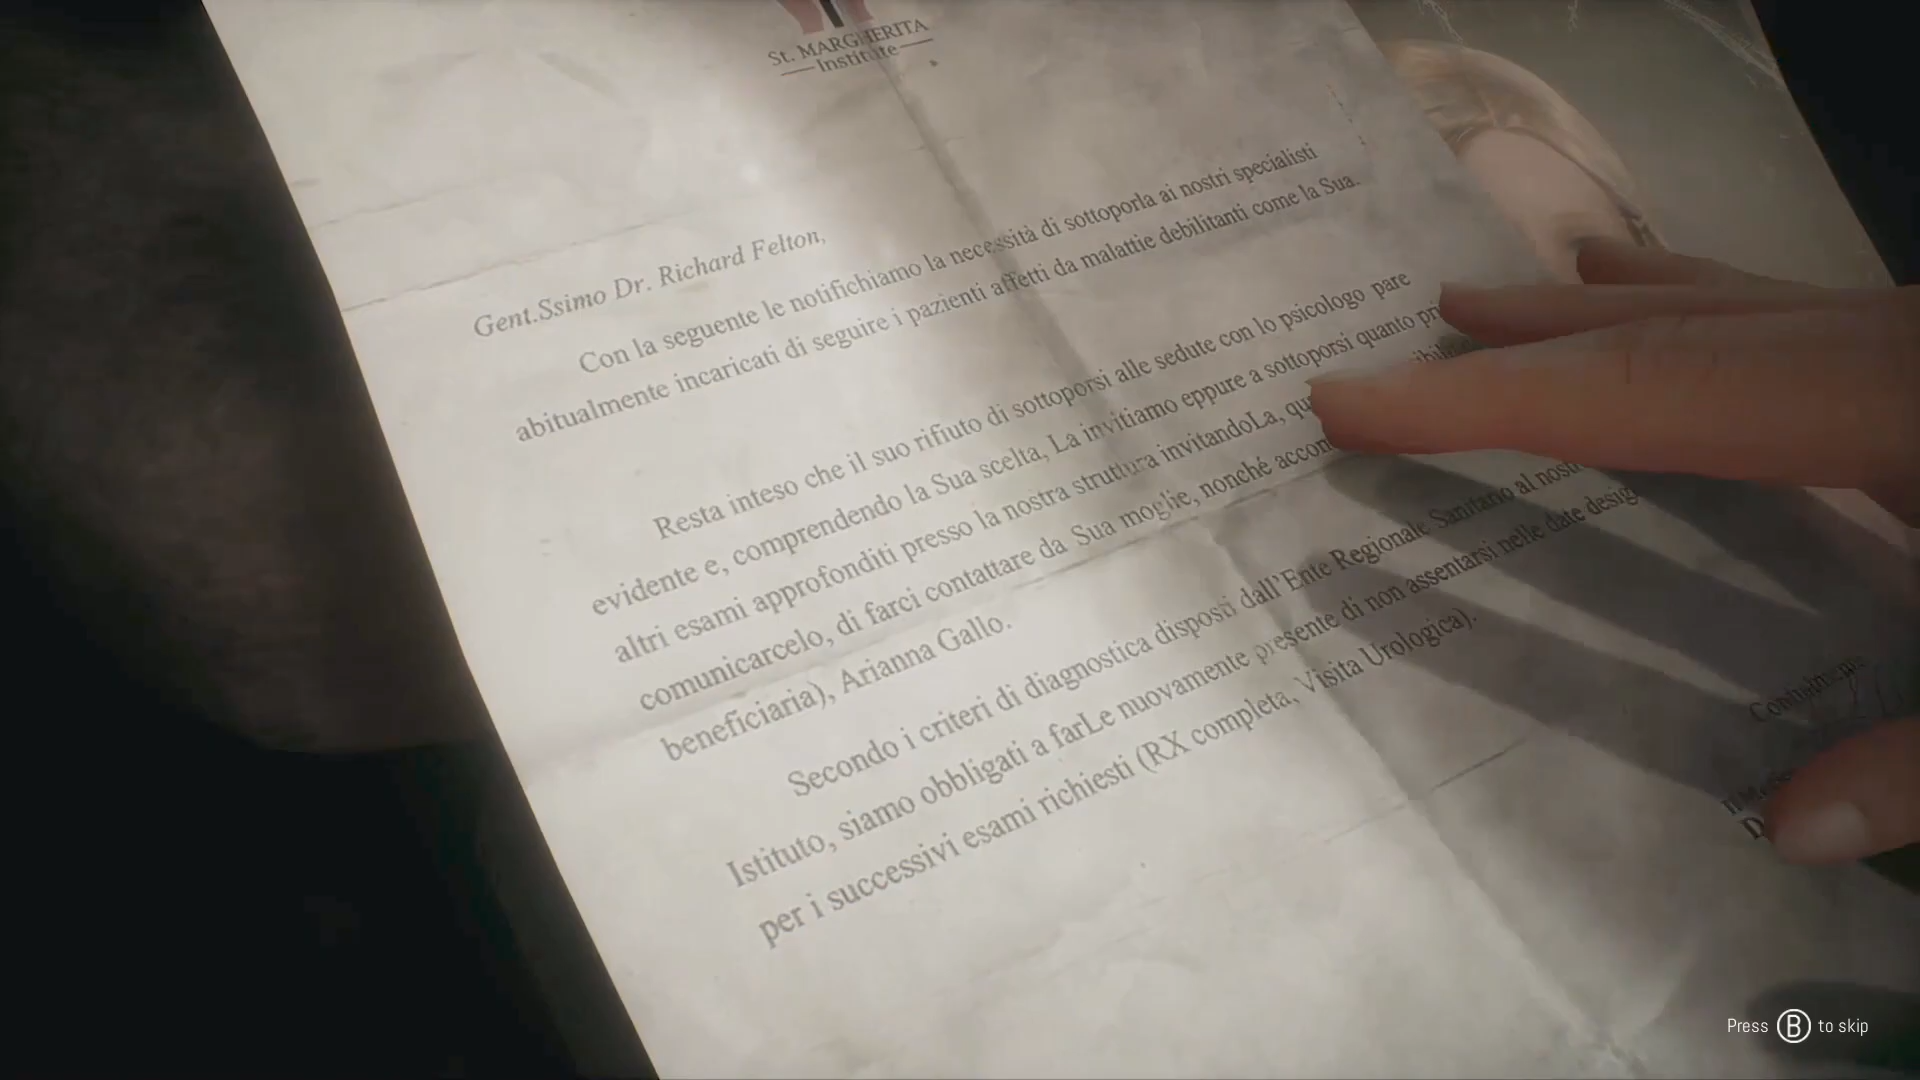 St. MARGHERITA
Institute
Gent.Ssimo Dr. Richard Felton,
Con la seguente le notifichiamo la necessità di sottoporla ai nostri specialisti
abitualmente incaricati di seguire i pazienti affetti da malattie debilitanti come la Sua.
Resta inteso che il suo rifiuto di sottoporsi alle sedute con lo psicologo pare
evidente e, comprendendo la Sua scelta, La invitiamo eppure a sottoporsi quanto
altri esami approfonditi presso la nostra struttura invitandoLa,
comunicarcelo, di farci contattare da Sua moglie, nonché
beneficiaria), Arianna Gallo.
Secondo i criteri di diagnostica disposti dall'Ente Regionale Sanitario al
Istituto, siamo obbligati a farLe nuovamente presente di non assentarsi nelle date
per i successivi esami richiesti (RX completa, Visita Urologica).
Press B to skip